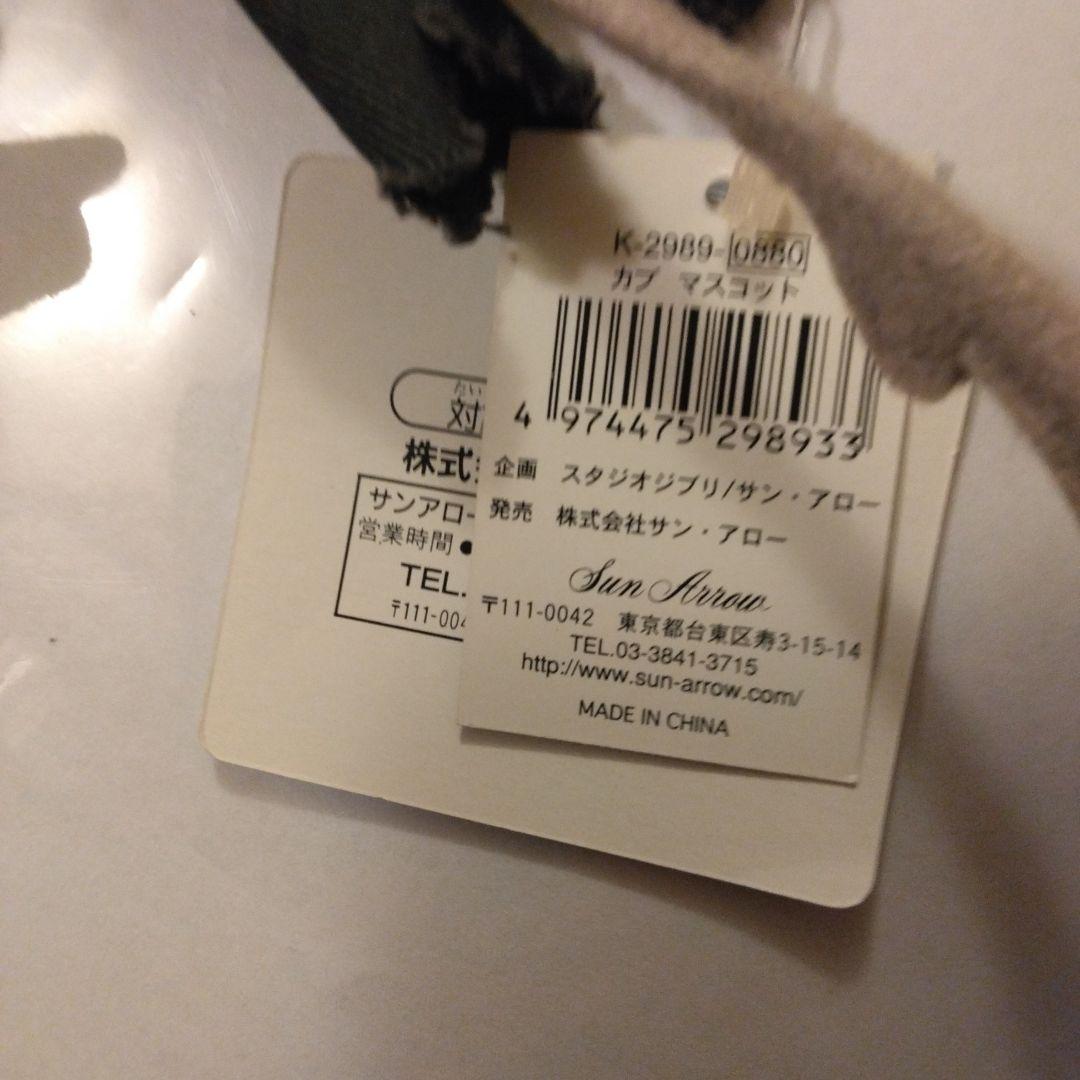 K-2989-0880
カブ マスコット
4 974475 298933
企画 スタジオジブリ/サン・アロー
発売 株式会社サン・アロー
Sun Arrow
〒111-0042 東京都台東区寿3-15-14
TEL.03-3841-3715
http://www.sun-arrow.com/
MADE IN CHINA
たい
対
株式
サンアロー
営業時間 ●
TEL.
〒111-004